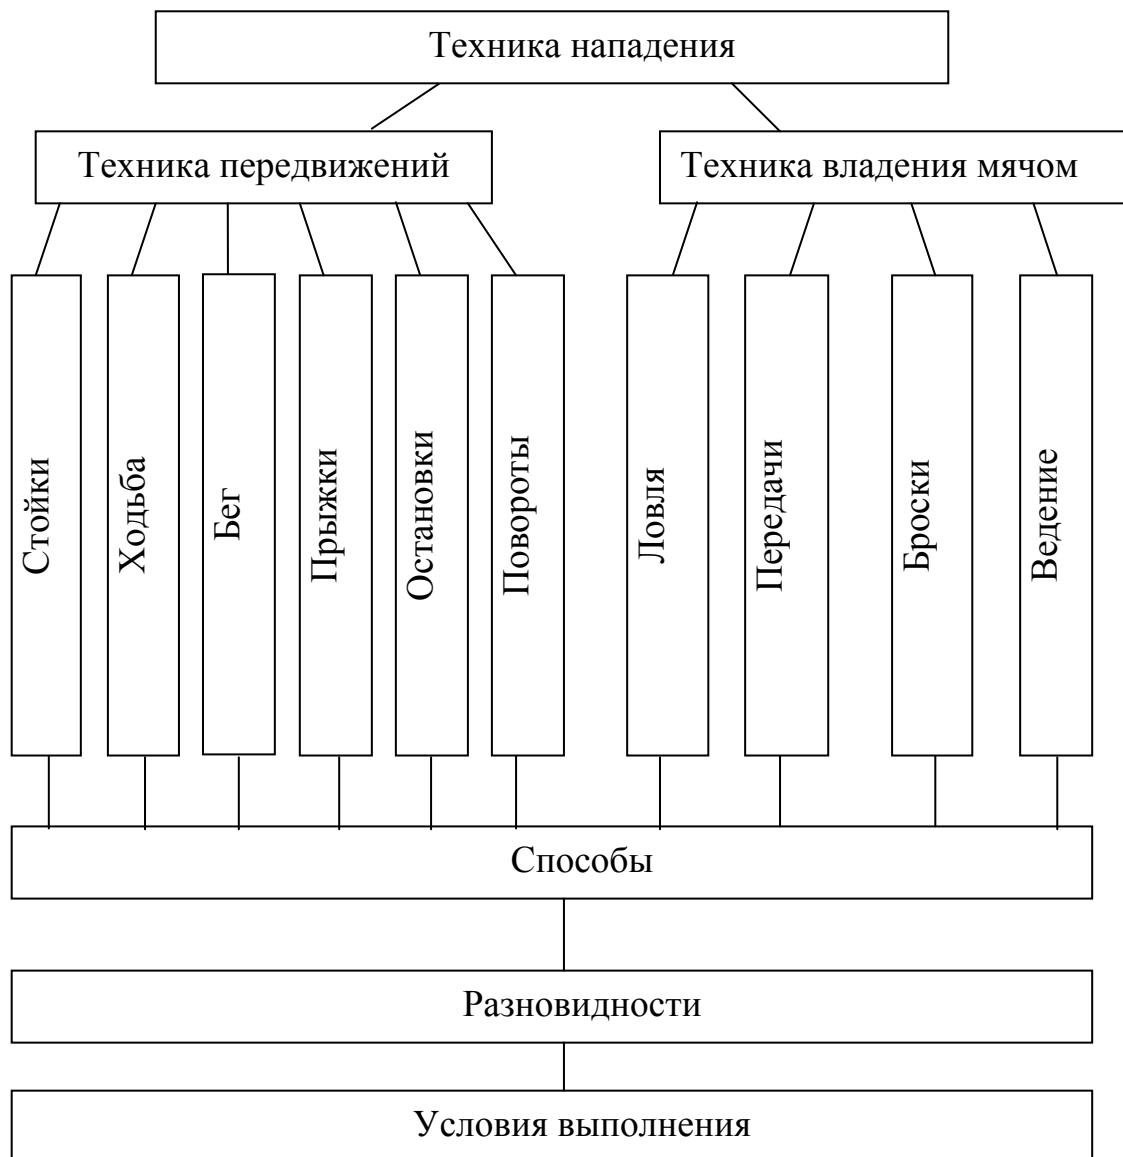 Техника нападения
Техника передвижений
Техника владения мячом
Стойки
Ходьба
Бег
Прыжки
Остановки
Повороты
Ловля
Передачи
Броски
Ведение
Способы
Разновидности
Условия выполнения